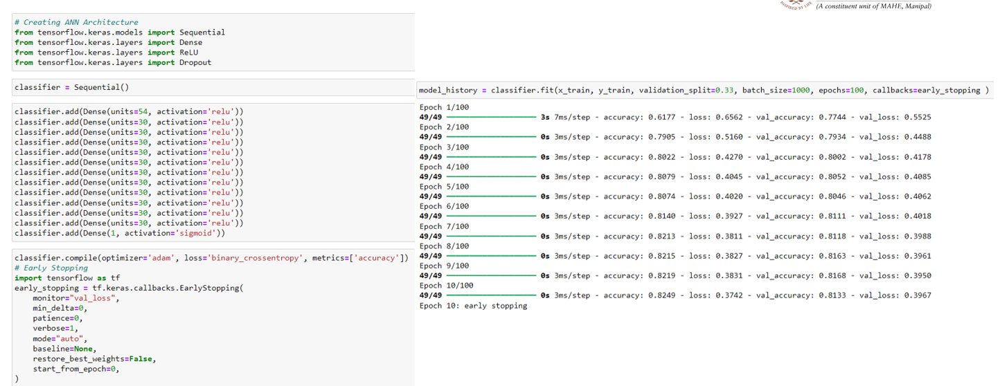 INSPIRED BY LIFE
(A constituent unit of MAHE, Manipal)
# Creating ANN Architecture
from tensorflow.keras.models import Sequential
from tensorflow.keras.layers import Dense
from tensorflow.keras.layers import ReLU
from tensorflow.keras.layers import Dropout
classifier = Sequential()
classifier.add(Dense(units=54, activation='relu'))
classifier.add(Dense(units=30, activation='relu'))
classifier.add(Dense(units=30, activation='relu'))
classifier.add(Dense(units=30, activation='relu'))
classifier.add(Dense(units=30, activation='relu'))
classifier.add(Dense(units=30, activation='relu'))
classifier.add(Dense(units=30, activation='relu'))
classifier.add(Dense(units=30, activation='relu'))
classifier.add(Dense(units=30, activation='relu'))
classifier.add(Dense(units=30, activation='relu'))
classifier.add(Dense(units=30, activation='relu'))
classifier.add(Dense(units=30, activation='relu'))
classifier.add(Dense(1, activation='sigmoid'))
classifier.compile(optimizer='adam', loss='binary_crossentropy', metrics=['accuracy'])
# Early Stopping
import tensorflow as tf
early_stopping = tf.keras.callbacks.EarlyStopping(
    monitor="val_loss",
    min_delta=0,
    patience=0,
    verbose=1,
    mode="auto",
    baseline=None,
    restore_best_weights=False,
    start_from_epoch=0,
)
model_history = classifier.fit(x_train, y_train, validation_split=0.33, batch_size=1000, epochs=100, callbacks=early_stopping )
Epoch 1/100
49/49 3s 7ms/step - accuracy: 0.6177 - loss: 0.6562 - val_accuracy: 0.7744 - val_loss: 0.5525
Epoch 2/100
49/49 0s 3ms/step - accuracy: 0.7905 - loss: 0.5160 - val_accuracy: 0.7934 - val_loss: 0.4488
Epoch 3/100
49/49 0s 3ms/step - accuracy: 0.8022 - loss: 0.4270 - val_accuracy: 0.8002 - val_loss: 0.4178
Epoch 4/100
49/49 0s 3ms/step - accuracy: 0.8079 - loss: 0.4045 - val_accuracy: 0.8052 - val_loss: 0.4085
Epoch 5/100
49/49 0s 3ms/step - accuracy: 0.8074 - loss: 0.4020 - val_accuracy: 0.8046 - val_loss: 0.4062
Epoch 6/100
49/49 0s 3ms/step - accuracy: 0.8140 - loss: 0.3927 - val_accuracy: 0.8111 - val_loss: 0.4018
Epoch 7/100
49/49 0s 3ms/step - accuracy: 0.8213 - loss: 0.3811 - val_accuracy: 0.8118 - val_loss: 0.3988
Epoch 8/100
49/49 0s 3ms/step - accuracy: 0.8215 - loss: 0.3827 - val_accuracy: 0.8163 - val_loss: 0.3961
Epoch 9/100
49/49 0s 3ms/step - accuracy: 0.8219 - loss: 0.3831 - val_accuracy: 0.8168 - val_loss: 0.3950
Epoch 10/100
49/49 0s 3ms/step - accuracy: 0.8249 - loss: 0.3742 - val_accuracy: 0.8133 - val_loss: 0.3967
Epoch 10: early stopping